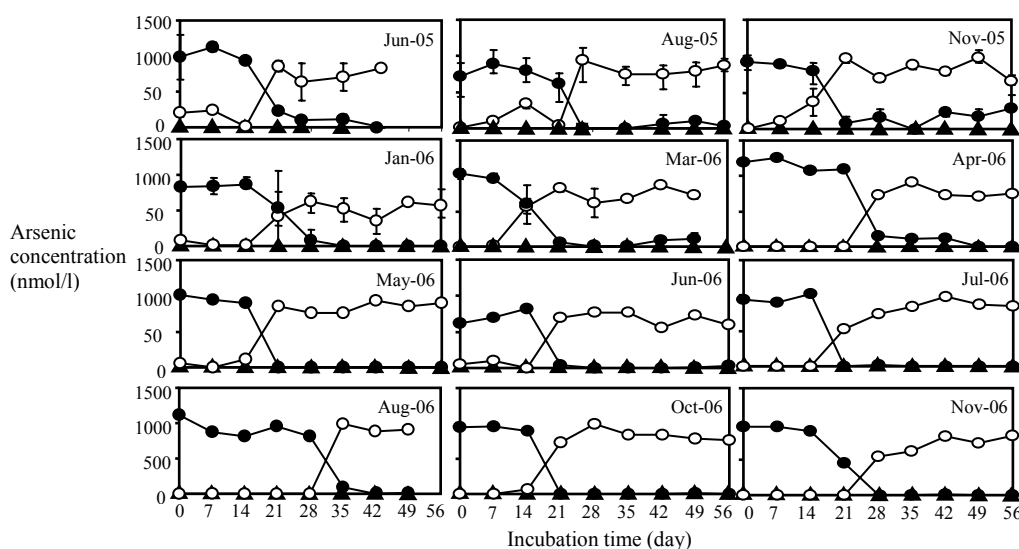 1500
1000
50
0
Jun-05
Aug-05
Nov-05
1500
1000
50
0
Jan-06
Mar-06
Apr-06
Arsenic
concentration
(nmol/l)
1500
1000
50
0
May-06
Jun-06
Jul-06
1500
1000
500
0
Aug-06
Oct-06
Nov-06
0 7 14 21 28 35 42 49 56 0 7 14 21 28 35 42 49 56 0 7 14 21 28 35 42 49 56
Incubation time (day)